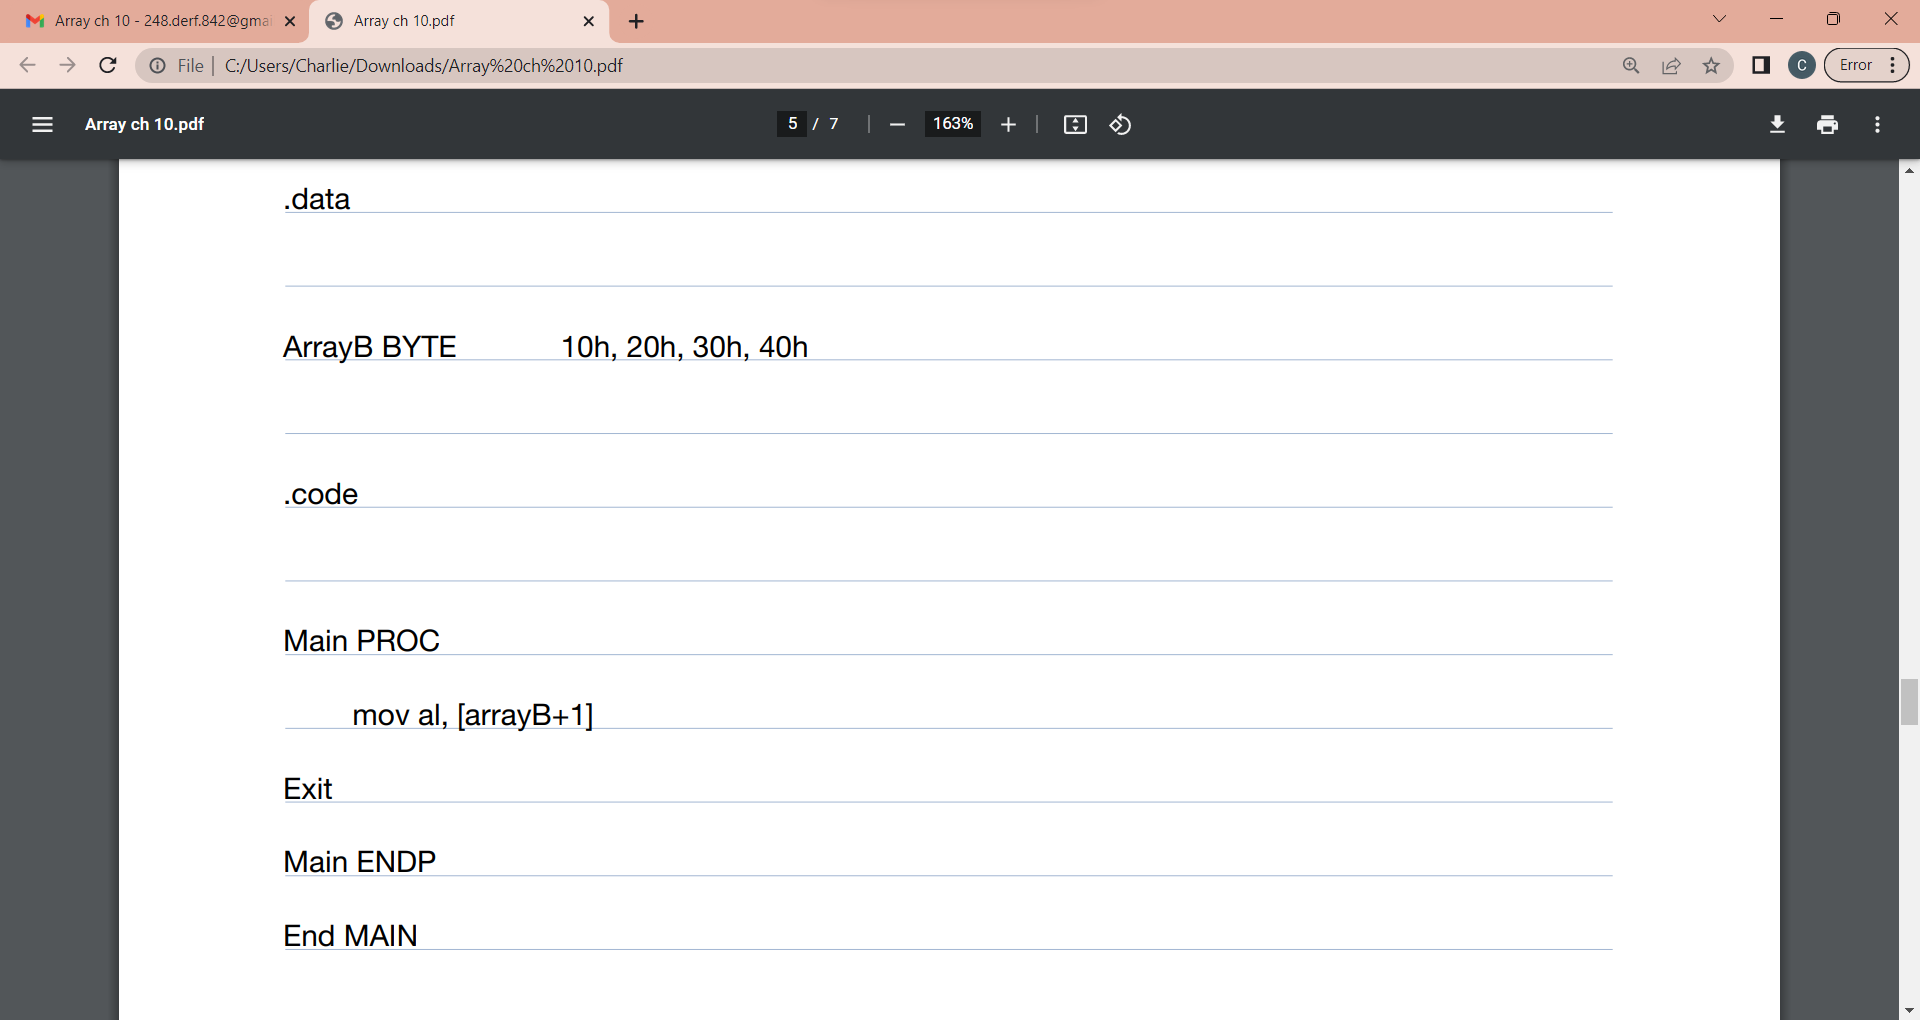 Array ch 10 - 248.derf.842@gmai
Array ch 10.pdf
File | C:/Users/Charlie/Downloads/Array%20ch%2010.pdf
C
Error
Array ch 10.pdf
5 / 7
163%
.data
ArrayB BYTE 10h, 20h, 30h, 40h
.code
Main PROC
mov al, [arrayB+1]
Exit
Main ENDP
End MAIN